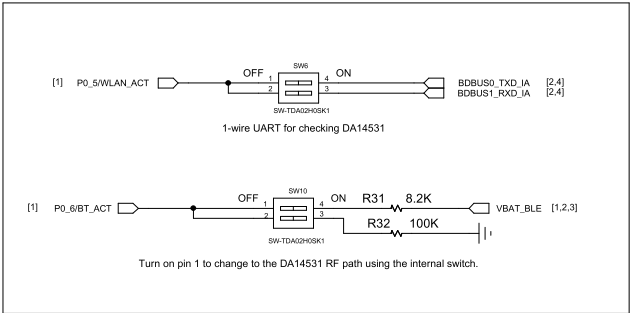 SW6
OFF ON
[1] P0_5/WLAN_ACT 1 4 BDBUS0_TXD_IA [2,4]
2 3 BDBUS1_RXD_IA [2,4]
SW-TDA02H0SK1
1-wire UART for checking DA14531
SW10
OFF ON R31 8.2K
[1] P0_6/BT_ACT 1 4 VBAT_BLE [1,2,3]
2 3 R32 100K
SW-TDA02H0SK1
Turn on pin 1 to change to the DA14531 RF path using the internal switch.